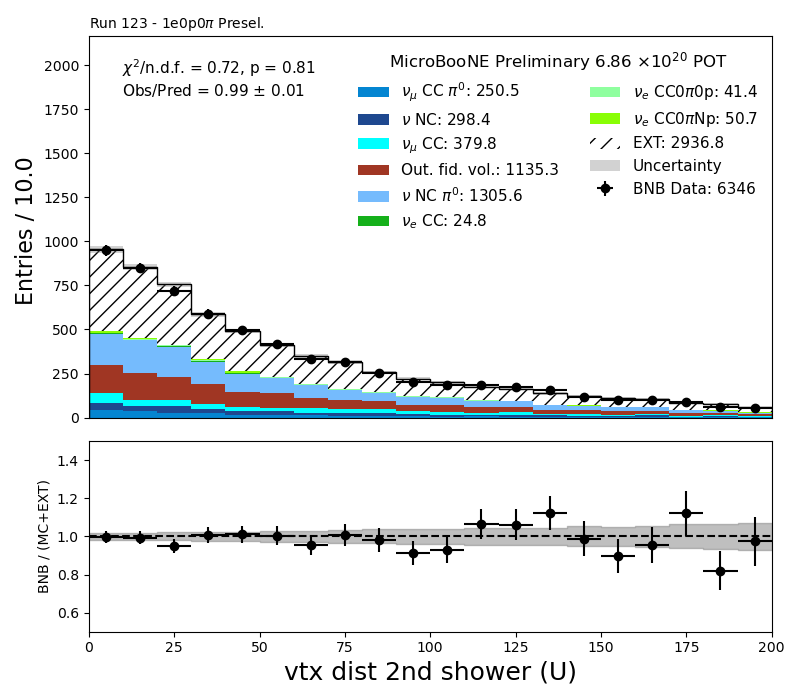 Run 123 - 1e0p0π Presel.
χ²/n.d.f. = 0.72, p = 0.81
Obs/Pred = 0.99 ± 0.01
MicroBooNE Preliminary 6.86 ×10²⁰ POT
ν_μ CC π⁰: 250.5
ν NC: 298.4
ν_μ CC: 379.8
Out. fid. vol.: 1135.3
ν NC π⁰: 1305.6
ν_e CC: 24.8
ν_e CC0π0p: 41.4
ν_e CC0πNp: 50.7
EXT: 2936.8
Uncertainty
BNB Data: 6346
Entries / 10.0
2000
1750
1500
1250
1000
750
500
250
0
BNB / (MC+EXT)
1.4
1.2
1.0
0.8
0.6
0
25
50
75
100
125
150
175
200
vtx dist 2nd shower (U)